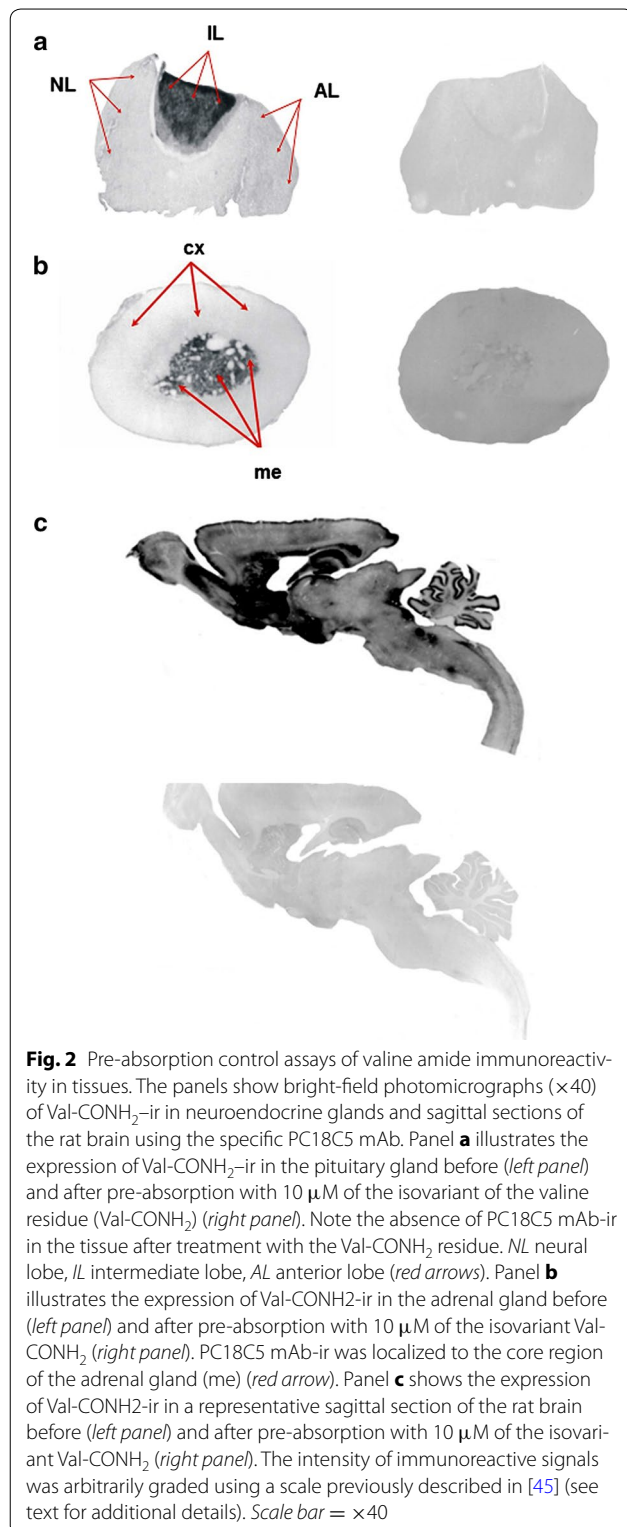 a
IL
NL
AL
b
cx
me
c
Fig. 2 Pre-absorption control assays of valine amide immunoreactiv-
ity in tissues. The panels show bright-field photomicrographs (×40)
of Val-CONH₂–ir in neuroendocrine glands and sagittal sections of
the rat brain using the specific PC18C5 mAb. Panel a illustrates the
expression of Val-CONH₂–ir in the pituitary gland before (left panel)
and after pre-absorption with 10 μM of the isovariant of the valine
residue (Val-CONH₂) (right panel). Note the absence of PC18C5 mAb-ir
in the tissue after treatment with the Val-CONH₂ residue. NL neural
lobe, IL intermediate lobe, AL anterior lobe (red arrows). Panel b
illustrates the expression of Val-CONH2-ir in the adrenal gland before
(left panel) and after pre-absorption with 10 μM of the isovariant Val-
CONH₂ (right panel). PC18C5 mAb-ir was localized to the core region
of the adrenal gland (me) (red arrow). Panel c shows the expression
of Val-CONH2-ir in a representative sagittal section of the rat brain
before (left panel) and after pre-absorption with 10 μM of the isovari-
ant Val-CONH₂ (right panel). The intensity of immunoreactive signals
was arbitrarily graded using a scale previously described in [45] (see
text for additional details). Scale bar = ×40